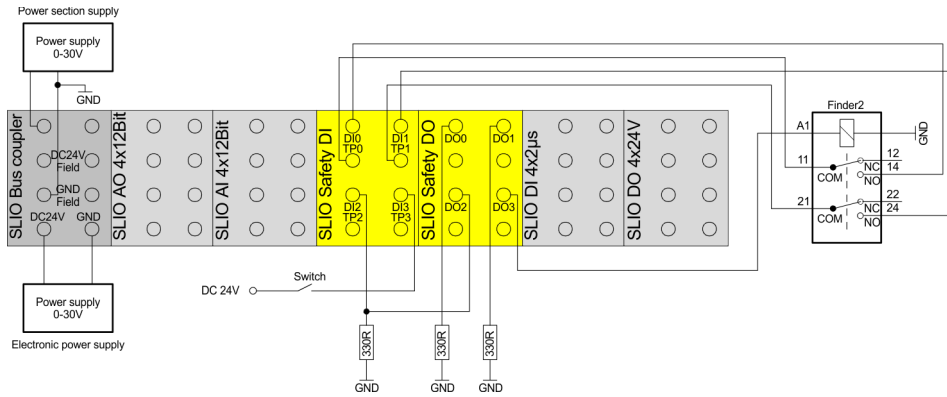 Power section supply
Power supply
0-30V
GND
SLIO Bus coupler
DC24V
Field
GND
Field
DC24V GND
SLIO AO 4x12Bit
SLIO AI 4x12Bit
SLIO Safety DI
DI0
TP0
DI1
TP1
DI2
TP2
DI3
TP3
SLIO Safety DO
DO0
DO1
DO2
DO3
SLIO DI 4x2µs
SLIO DO 4x24V
Finder2
A1
GND
11
COM
12
NC 14
NO
21
COM
22
NC 24
NO
Power supply
0-30V
Electronic power supply
DC 24V
Switch
330R
330R
330R
GND
GND
GND